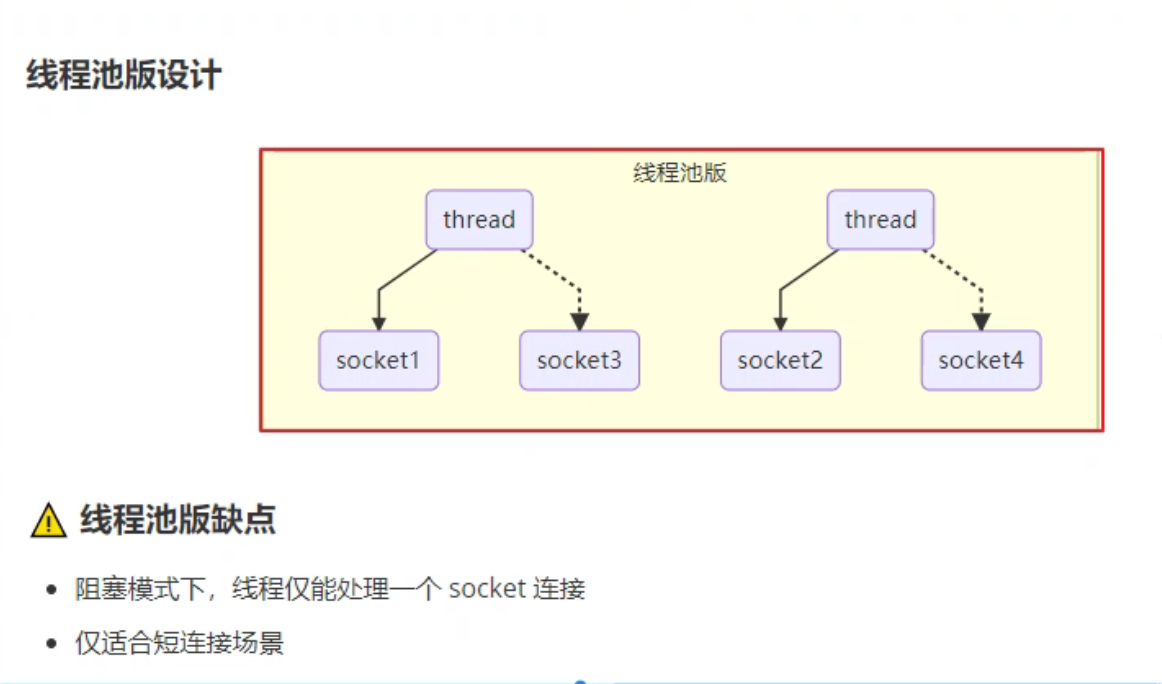 线程池版设计
线程池版
thread thread
socket1 socket3 socket2 socket4
线程池版缺点
阻塞模式下，线程仅能处理一个 socket 连接
仅适合短连接场景